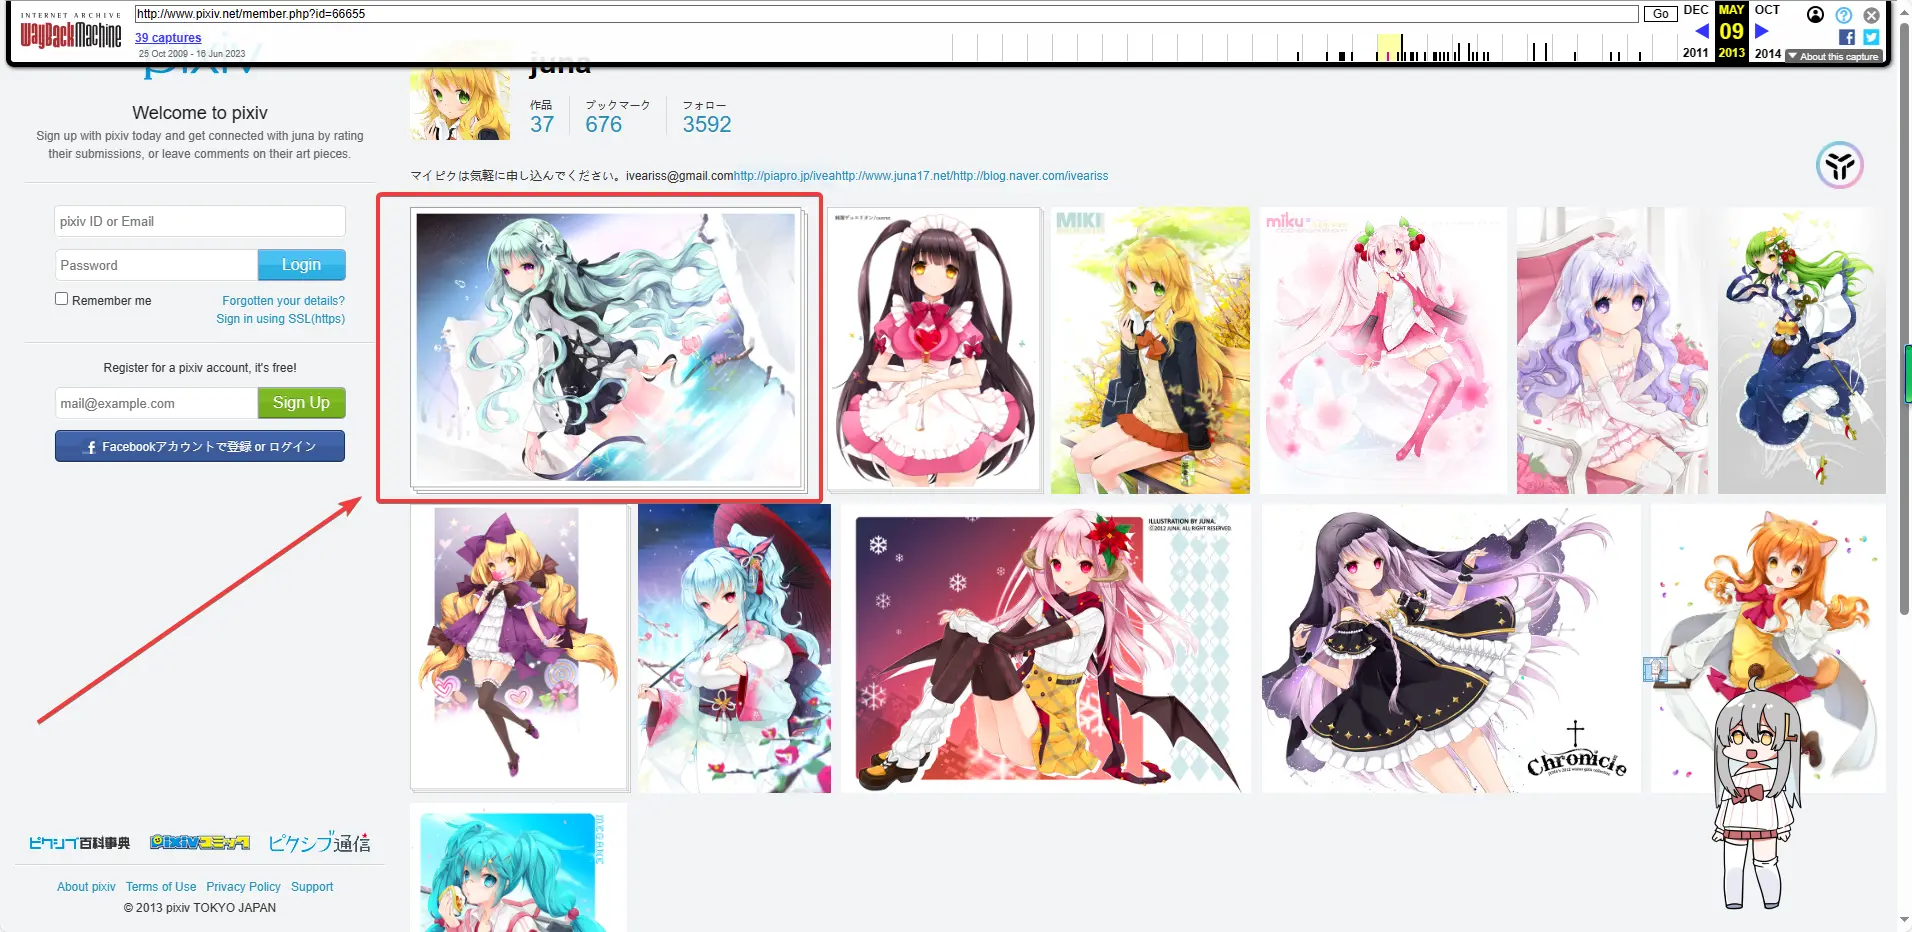 INTERNET ARCHIVE
WayBackMachine
http://www.pixiv.net/member.php?id=66655
Go
DEC
MAY
OCT
39 captures
09
25 Oct 2009 - 16 Jun 2023
2011
2013
2014
About this capture
pixiv
juna
Welcome to pixiv
Sign up with pixiv today and get connected with juna by rating
their submissions, or leave comments on their art pieces.
pixiv ID or Email
Password
Login
Remember me
Forgotten your details?
Sign in using SSL(https)
Register for a pixiv account, it's free!
mail@example.com
Sign Up
Facebookアカウントで登録 or ログイン
作品
ブックマーク
フォロー
37
676
3592
マイピクは気軽に申し込んでください。iveariss@gmail.comhttp://piapro.jp/iveahttp://www.juna17.net/http://blog.naver.com/iveariss
MIKI
miku
ILLUSTRATION BY JUNA.
©2012 JUNA. ALL RIGHT RESERVED.
Chronicle
MEGANE
ピクシブ百科事典
pixivコミック
ピクシブ通信
About pixiv
Terms of Use
Privacy Policy
Support
© 2013 pixiv TOKYO JAPAN